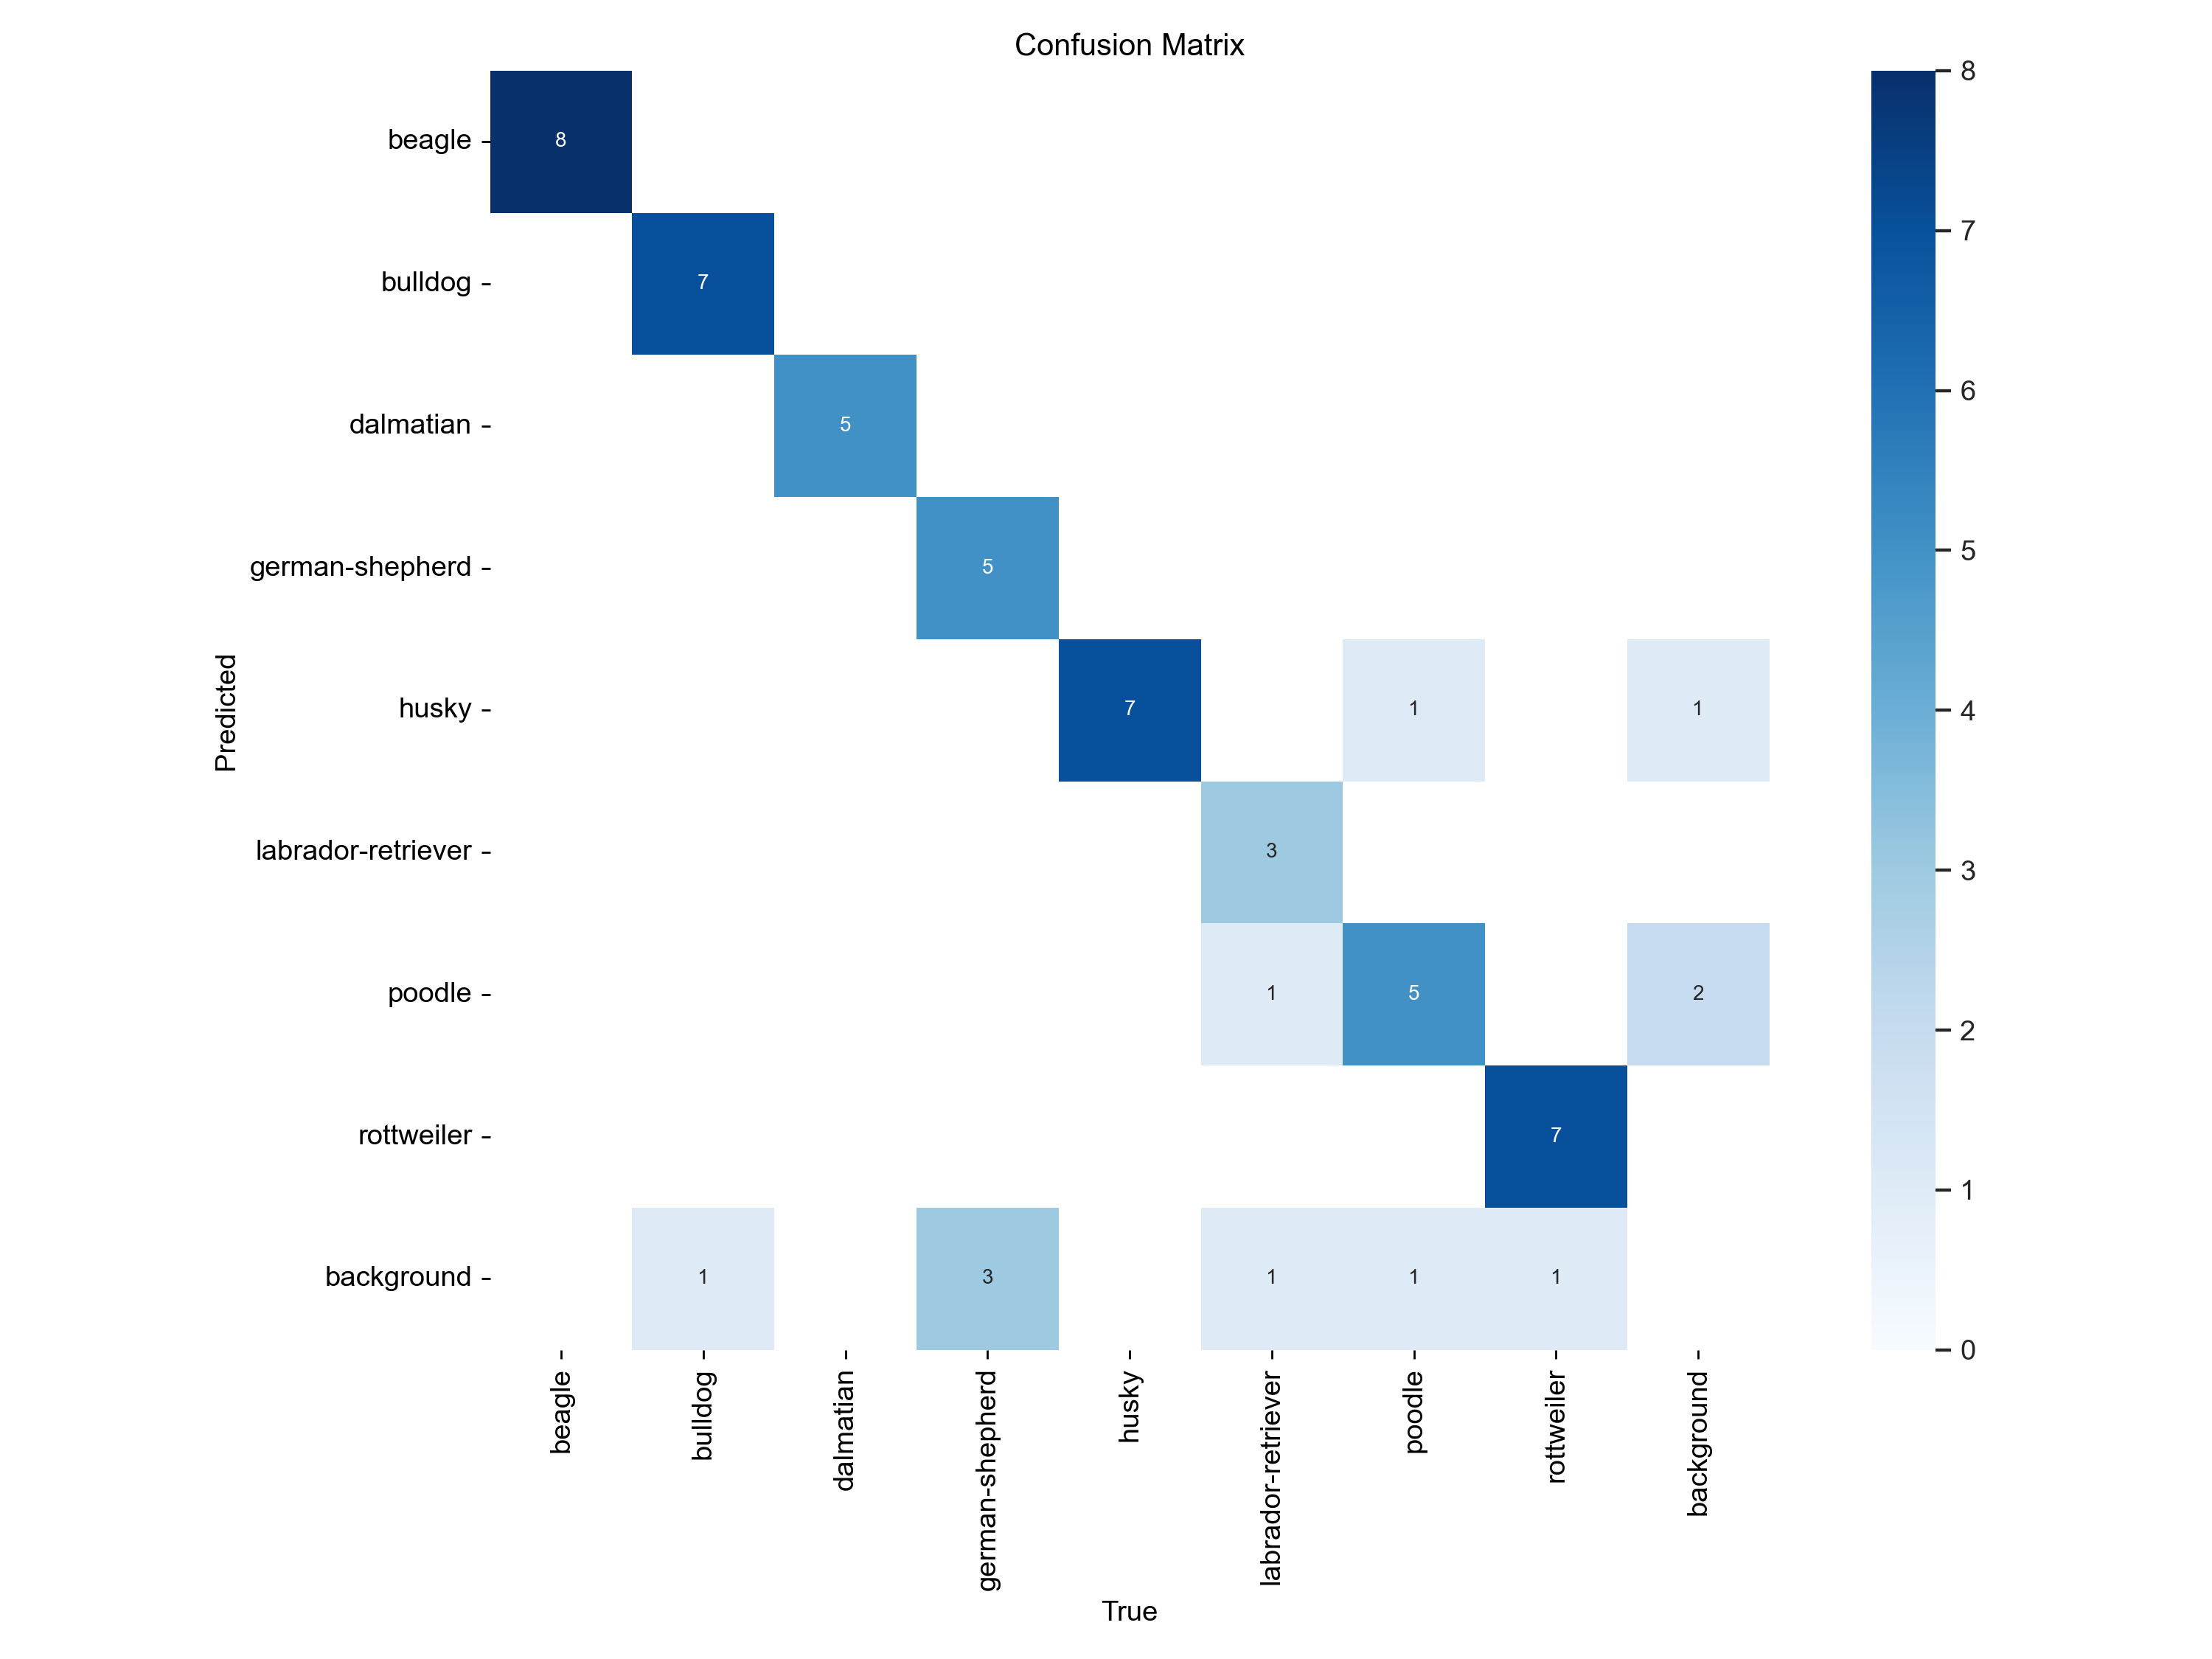 Confusion Matrix
beagle
8
bulldog
7
dalmatian
5
german-shepherd
5
husky
7 1 1
labrador-retriever
3
poodle
1 5 2
rottweiler
7
background
1 3 1 1 1
Predicted
beagle
bulldog
dalmatian
german-shepherd
husky
labrador-retriever
poodle
rottweiler
background
True
8
7
6
5
4
3
2
1
0